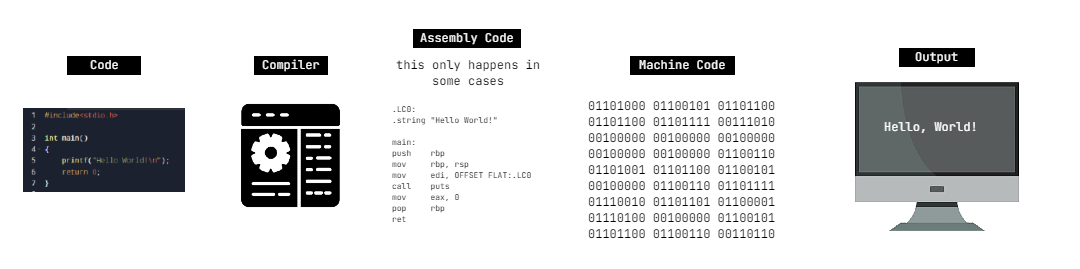 Code
1 #include<stdio.h>
2
3 int main()
4 {
5 printf("Hello World!\n");
6 return 0;
7 }
Compiler
Assembly Code
this only happens in
some cases
.LC0:
.string "Hello World!"
main:
push rbp
mov rbp, rsp
mov edi, OFFSET FLAT:.LC0
call puts
mov eax, 0
pop rbp
ret
Machine Code
01101000 01100101 01101100
01101100 01101111 00111010
00100000 00100000 00100000
00100000 00100000 01100110
01101001 01101100 01100101
00100000 01100110 01101111
01110010 01101101 01100001
01110100 00100000 01100101
01101100 01100110 00110110
Output
Hello, World!